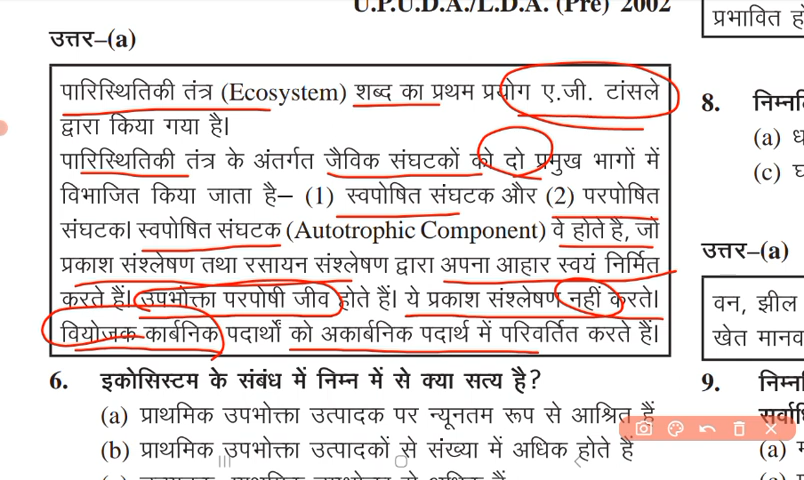 U.P.U.D.A./L.D.A. (Pre) 2002
उत्तर–(a)
पारिस्थितिकी तंत्र (Ecosystem) शब्द का प्रथम प्रयोग ए.जी. टांसले
द्वारा किया गया है।
पारिस्थितिकी तंत्र के अंतर्गत जैविक संघटकों को दो प्रमुख भागों में
विभाजित किया जाता है– (1) स्वपोषित संघटक और (2) परपोषित
संघटक। स्वपोषित संघटक (Autotrophic Component) वे होते है, जो
प्रकाश संश्लेषण तथा रसायन संश्लेषण द्वारा अपना आहार स्वयं निर्मित
करते हैं। उपभोक्ता परपोषी जीव होते हैं। ये प्रकाश संश्लेषण नहीं करते।
वियोजक कार्बनिक पदार्थों को अकार्बनिक पदार्थ में परिवर्तित करते हैं।
6. इकोसिस्टम के संबंध में निम्न में से क्या सत्य है?
(a) प्राथमिक उपभोक्ता उत्पादक पर न्यूनतम रूप से आश्रित हैं
(b) प्राथमिक उपभोक्ता उत्पादकों से संख्या में अधिक होते हैं
प्रभावित
8.
(a)
(c)
उत्तर–(a)
वन, झील
खेत
9.
(a)